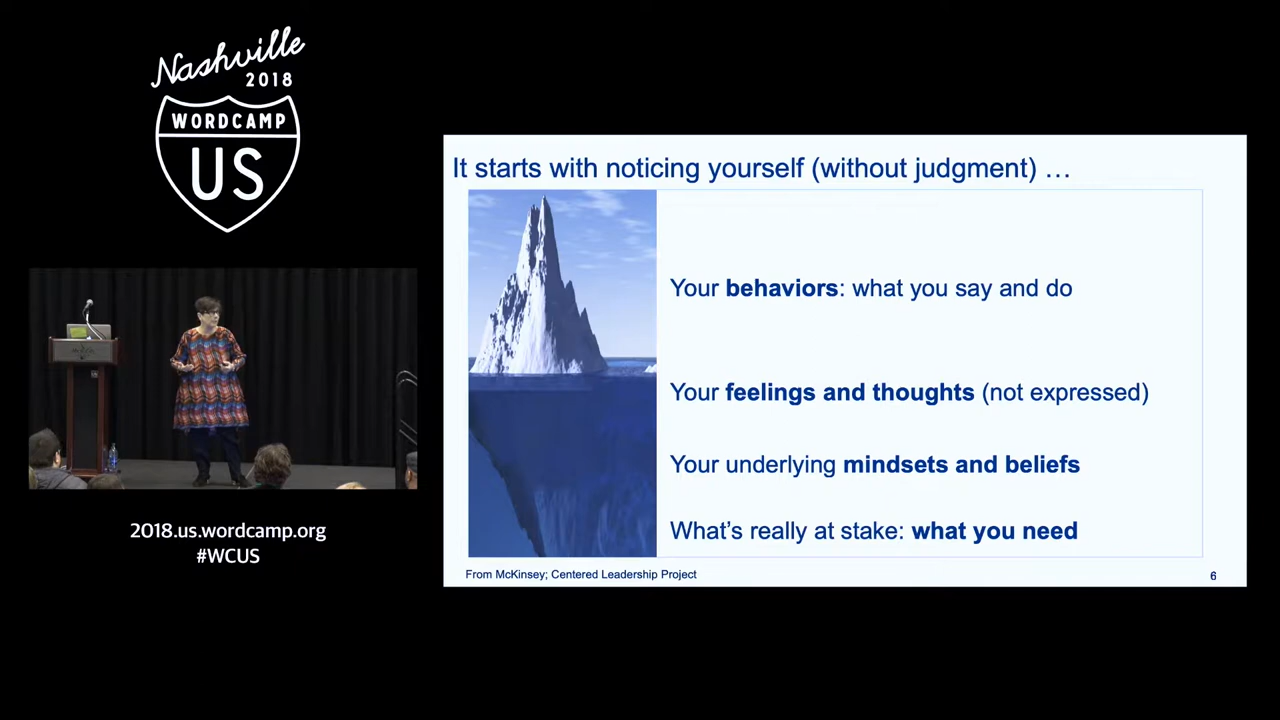 Nashville
2018
WORDCAMP
US
2018.us.wordcamp.org
#WCUS
It starts with noticing yourself (without judgment) …
Your behaviors: what you say and do
Your feelings and thoughts (not expressed)
Your underlying mindsets and beliefs
What’s really at stake: what you need
From McKinsey; Centered Leadership Project
6